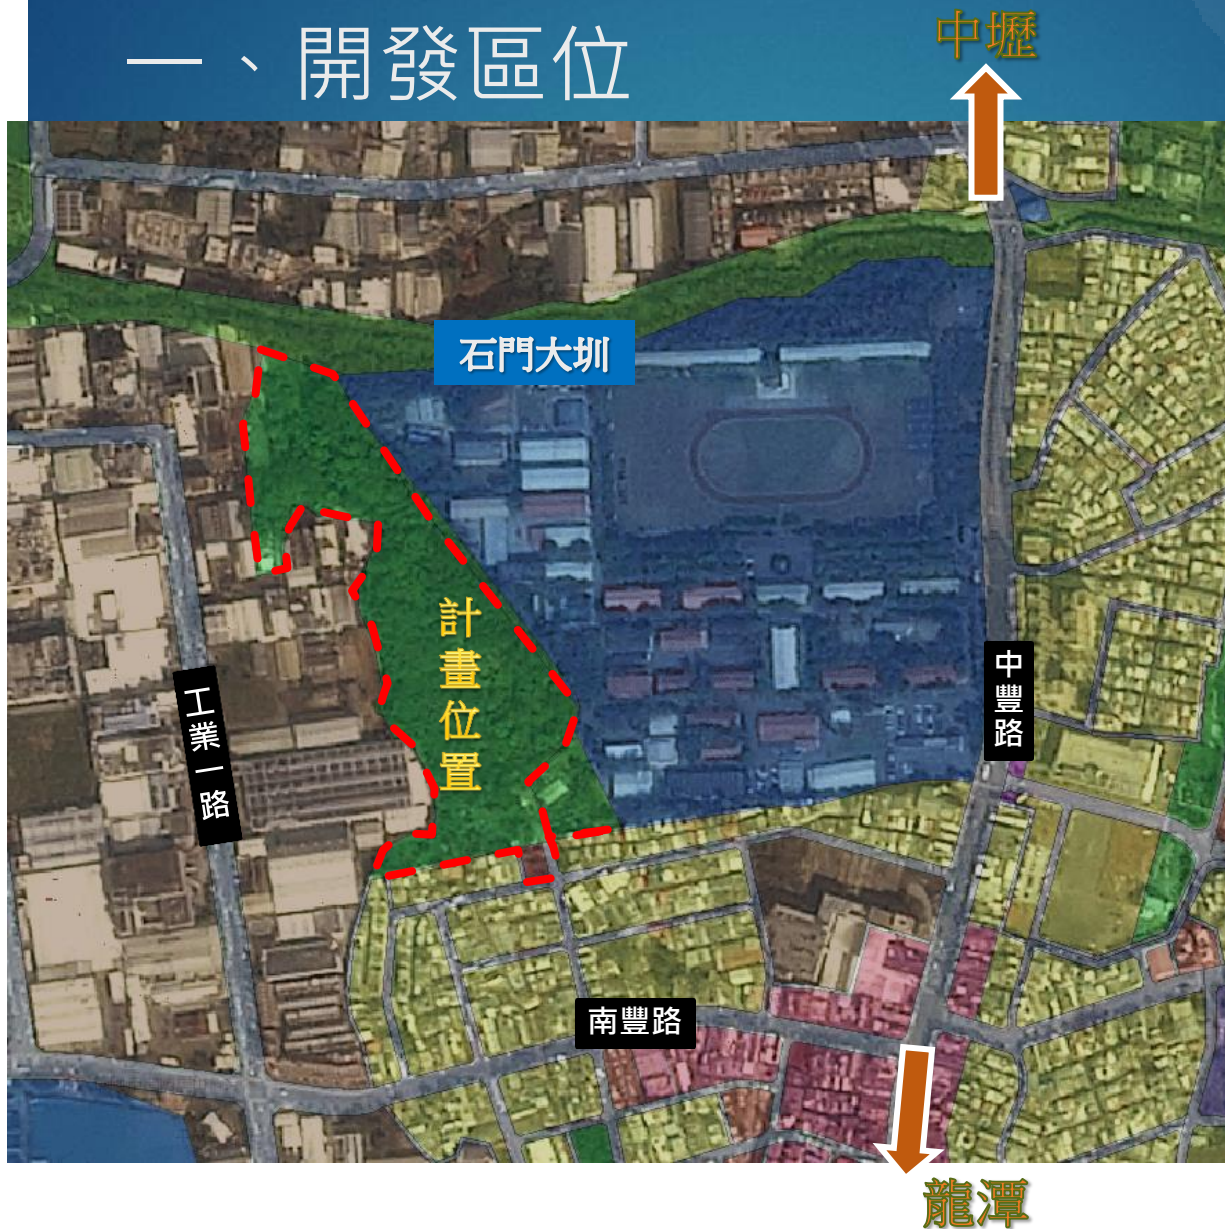 一、開發區位
中壢
石門大圳
計畫位置
中豐路
工業一路
南豐路
龍潭